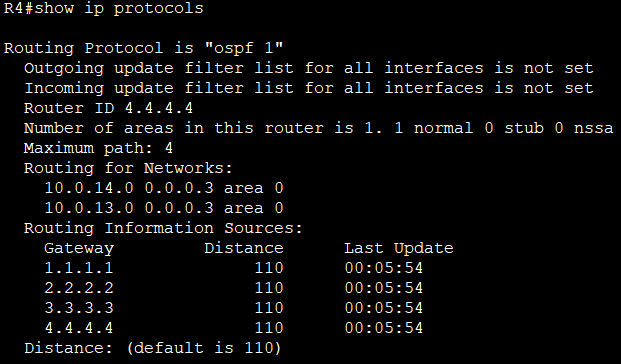 R4#show ip protocols
Routing Protocol is "ospf 1"
Outgoing update filter list for all interfaces is not set
Incoming update filter list for all interfaces is not set
Router ID 4.4.4.4
Number of areas in this router is 1. 1 normal 0 stub 0 nssa
Maximum path: 4
Routing for Networks:
10.0.14.0 0.0.0.3 area 0
10.0.13.0 0.0.0.3 area 0
Routing Information Sources:
Gateway Distance Last Update
1.1.1.1 110 00:05:54
2.2.2.2 110 00:05:54
3.3.3.3 110 00:05:54
4.4.4.4 110 00:05:54
Distance: (default is 110)